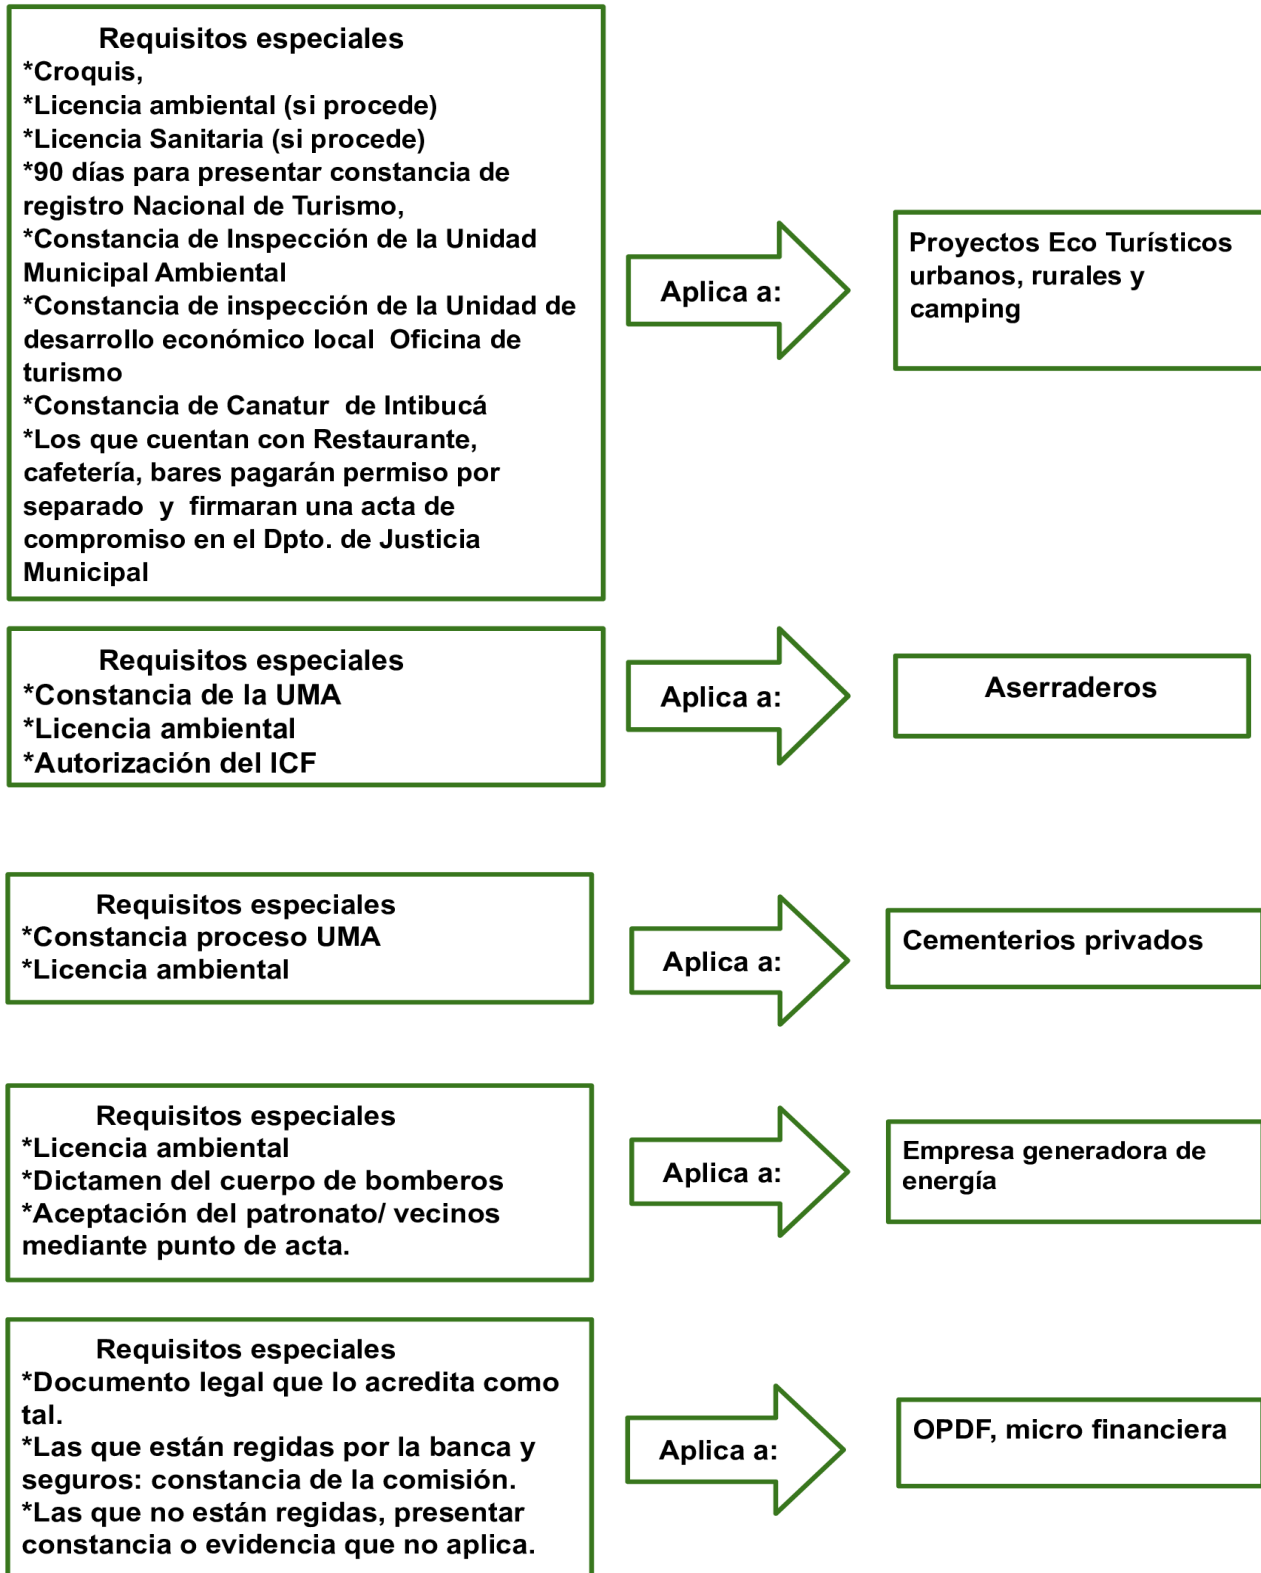 Requisitos especiales
*Croquis,
*Licencia ambiental (si procede)
*Licencia Sanitaria (si procede)
*90 días para presentar constancia de
registro Nacional de Turismo,
*Constancia de Inspección de la Unidad
Municipal Ambiental
*Constancia de inspección de la Unidad de
desarrollo económico local  Oficina de
turismo
*Constancia de Canatur  de Intibucá
*Los que cuentan con Restaurante,
cafetería, bares pagarán permiso por
separado  y  firmaran una acta de
compromiso en el Dpto. de Justicia
Municipal
Aplica a:
Proyectos Eco Turísticos
urbanos, rurales y
camping
Requisitos especiales
*Constancia de la UMA
*Licencia ambiental
*Autorización del ICF
Aplica a:
Aserraderos
Requisitos especiales
*Constancia proceso UMA
*Licencia ambiental
Aplica a:
Cementerios privados
Requisitos especiales
*Licencia ambiental
*Dictamen del cuerpo de bomberos
*Aceptación del patronato/ vecinos
mediante punto de acta.
Aplica a:
Empresa generadora de
energía
Requisitos especiales
*Documento legal que lo acredita como
tal.
*Las que están regidas por la banca y
seguros: constancia de la comisión.
*Las que no están regidas, presentar
constancia o evidencia que no aplica.
Aplica a:
OPDF, micro financiera